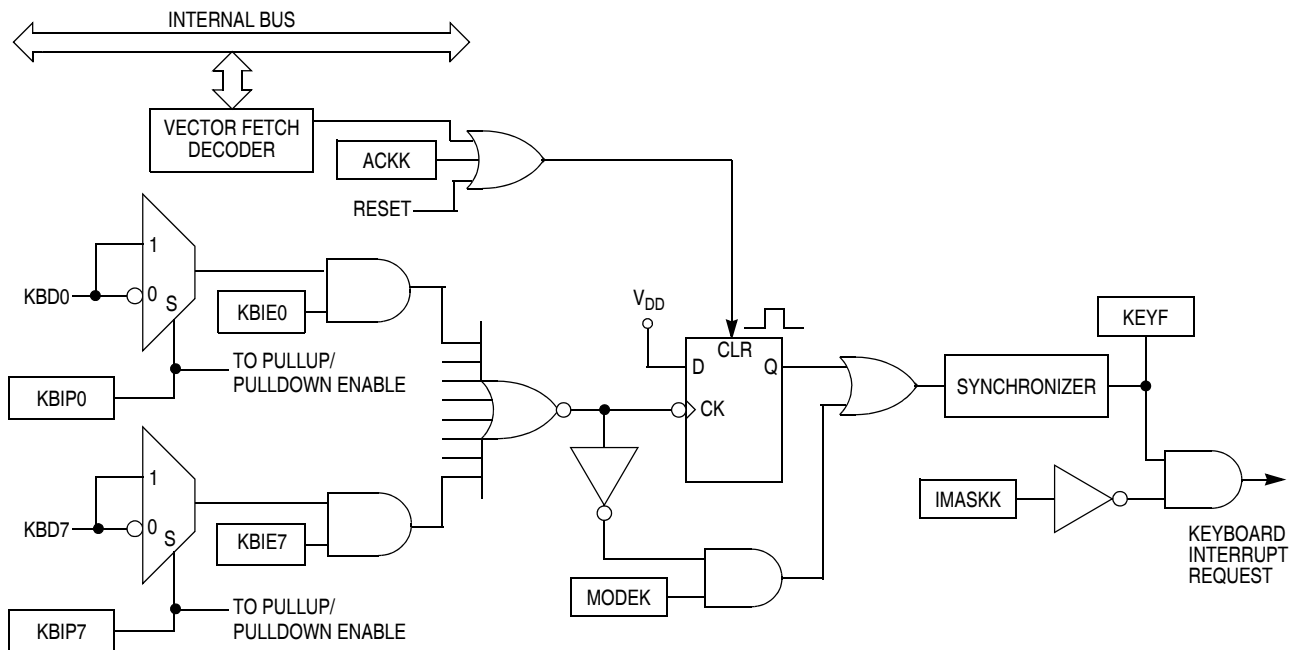 INTERNAL BUS
VECTOR FETCH
DECODER
ACKK
RESET
1
KBD0
0
S
KBIE0
TO PULLUP/
PULLDOWN ENABLE
KBIP0
VDD
CLR
D
Q
CK
KEYF
SYNCHRONIZER
1
KBD7
0
S
KBIE7
TO PULLUP/
PULLDOWN ENABLE
KBIP7
MODEK
IMASKK
KEYBOARD
INTERRUPT
REQUEST